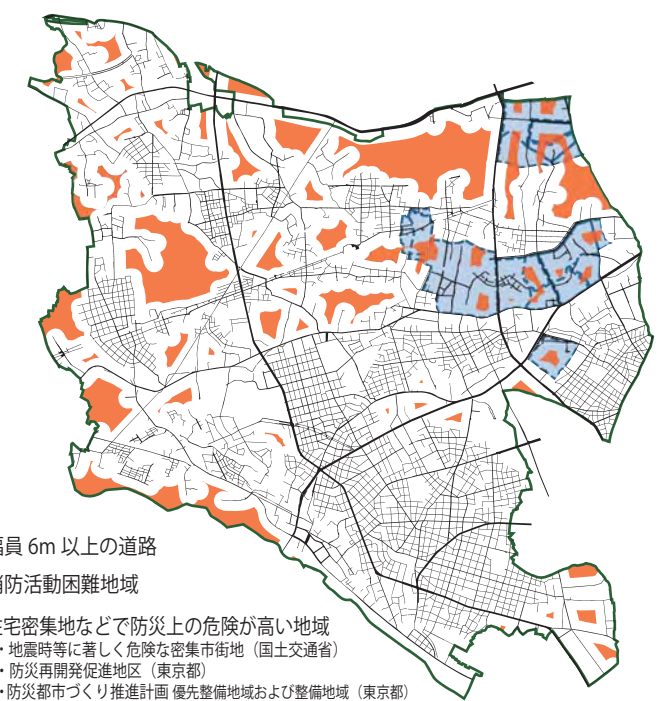 員 6m 以上の道路
防活動困難地域
宅密集地などで防災上の危険が高い地域
・地震時等に著しく危険な密集市街地（国土交通省）
・防災再開発促進地区（東京都）
・防災都市づくり推進計画 優先整備地域および整備地域（東京都）